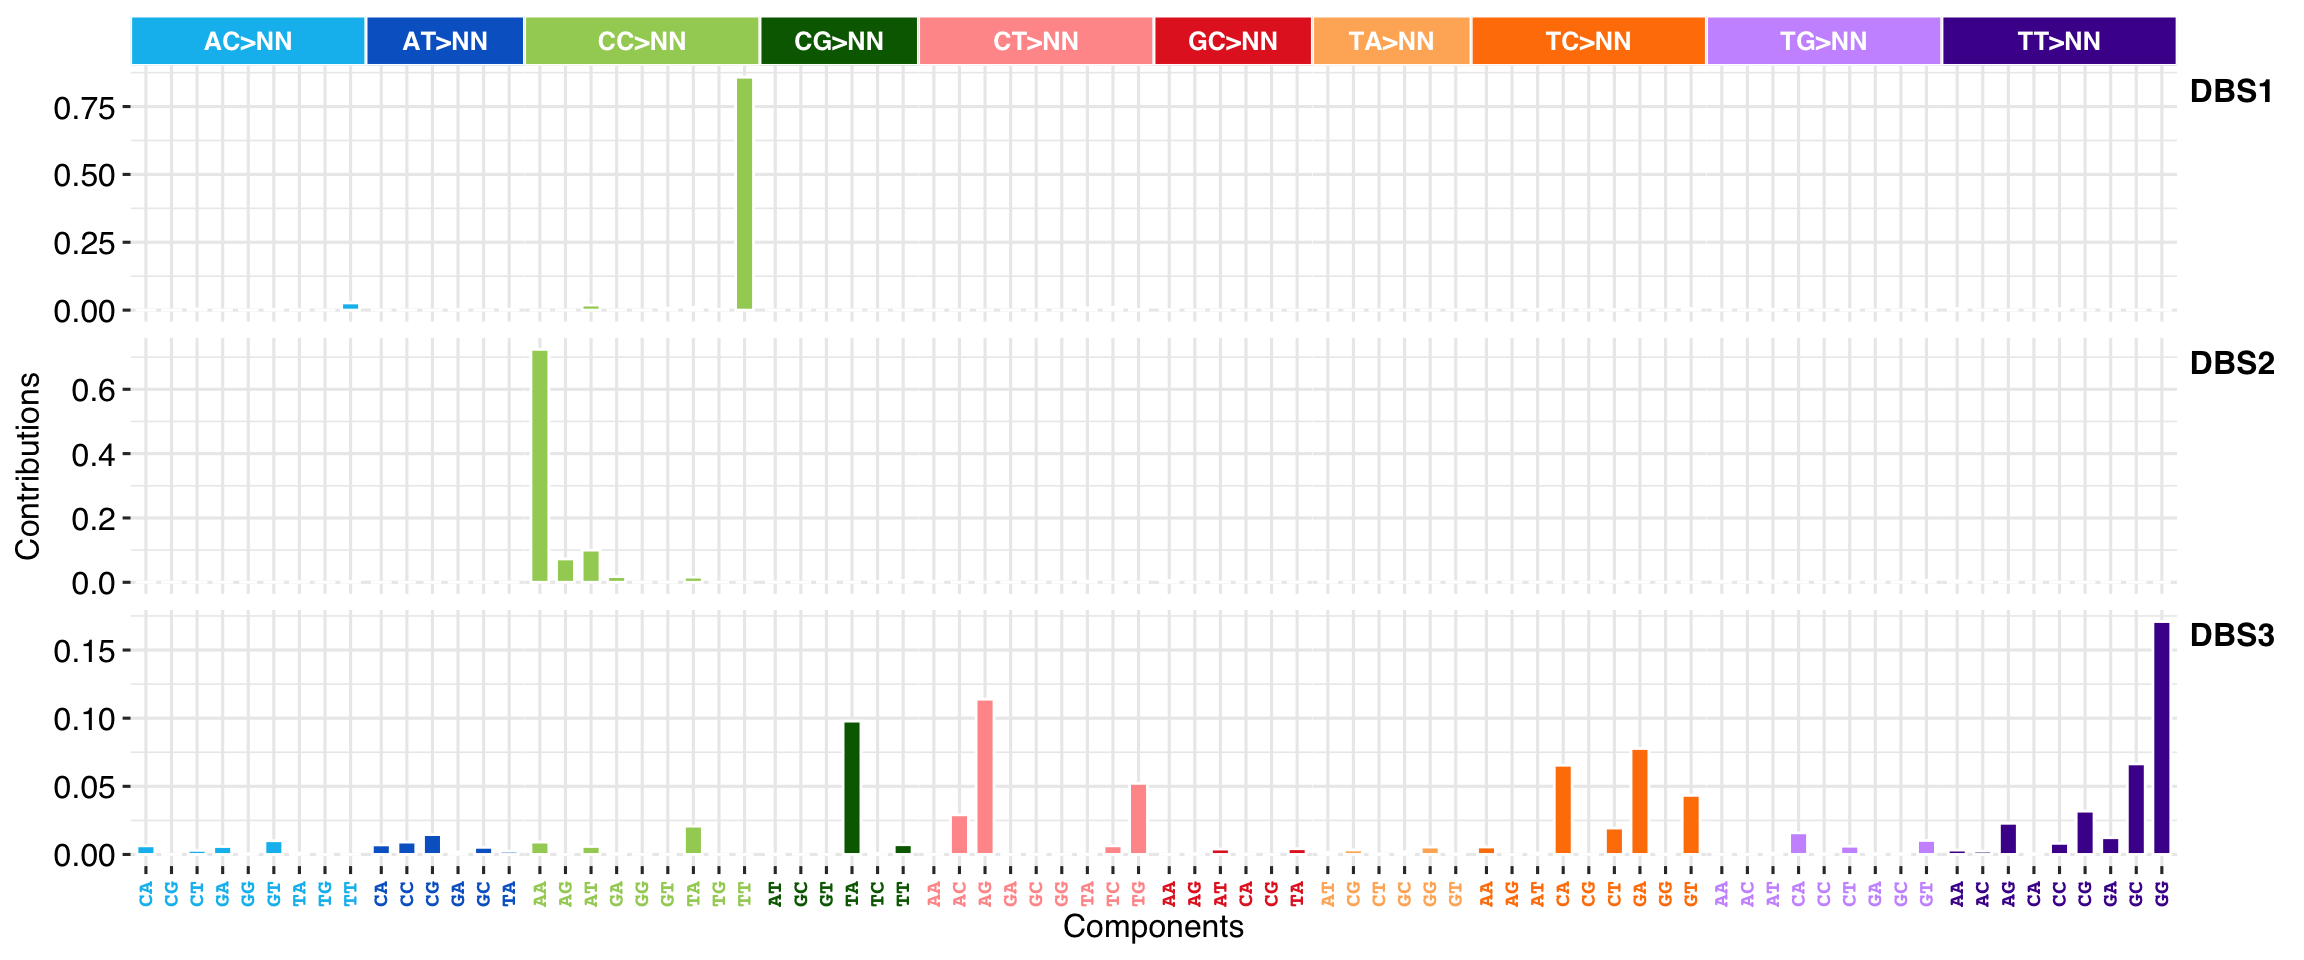 AC>NN AT>NN CC>NN CG>NN CT>NN GC>NN TA>NN TC>NN TG>NN TT>NN
DBS1
0.75
0.50
0.25
0.00
DBS2
0.6
0.4
0.2
0.0
DBS3
0.15
0.10
0.05
0.00
Contributions
CA CG CT GA GG GT TA TG TT CA CC CG GA GC TA AA AG AT GA GG GT TA TG TT AT GC GT TA TC TT AA AC AG GA GC GG TA TC TG AA AG AT CA CG TA AT CG CT GC GG GT AA AG AT CA CG CT GA GG GT AA AC AT CA CC CT GA GC GT AA AC AG CA CC CG GA GC GG
Components